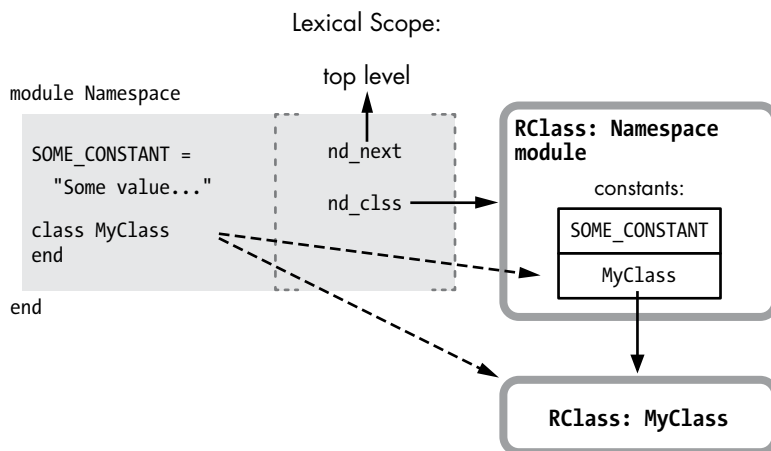 Lexical Scope:
top level
module Namespace
SOME_CONSTANT =
"Some value..."
class MyClass
end
end
nd_next
nd_clss
RClass: Namespace
module
constants:
SOME_CONSTANT
MyClass
RClass: MyClass